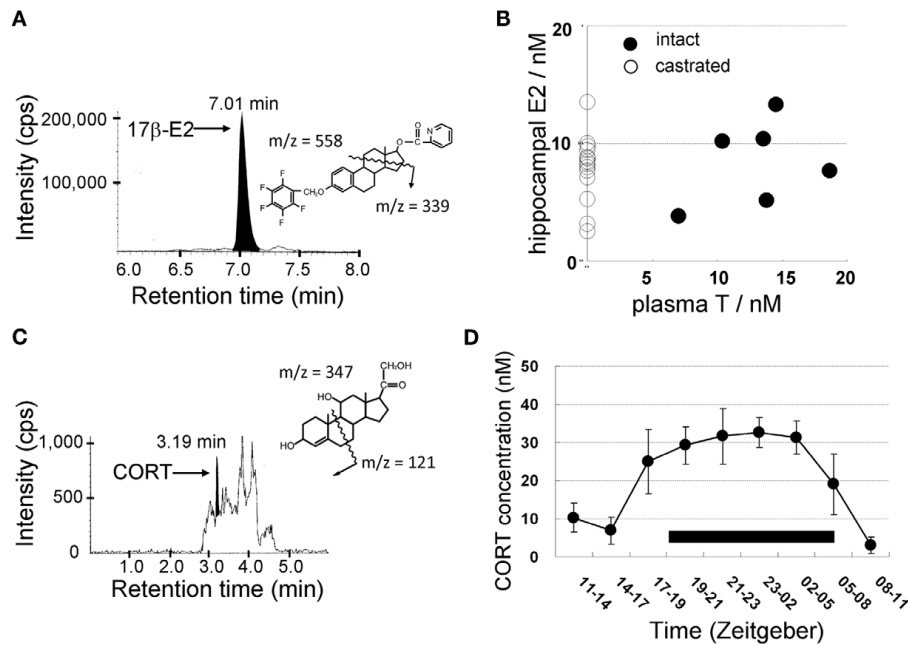 A
Intensity (cps)
200,000
100,000
7.01 min
17β-E2
m/z = 558
O
C
O
N
F
F
F
F
F
CH₂O
m/z = 339
6.0 6.5 7.0 7.5 8.0
Retention time (min)
B
hippocampal E2 / nM
20
10
0
intact
castrated
5 10 15 20
plasma T / nM
C
Intensity (cps)
1,000
500
0
3.19 min
CORT
m/z = 347
CH₂OH
C=O
HO
HO
m/z = 121
1.0 2.0 3.0 4.0 5.0
Retention time (min)
D
CORT concentration (nM)
50
40
30
20
10
0
11-14 14-17 17-19 19-21 21-23 23-02 02-05 05-08 08-11
Time (Zeitgeber)